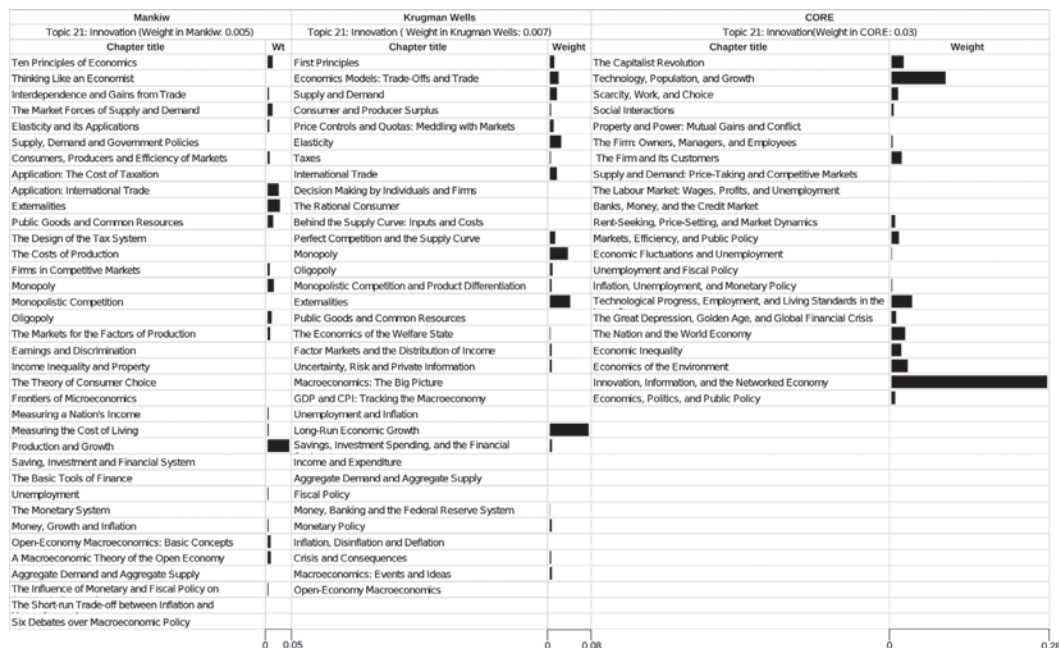 Mankiw Krugman Wells CORE
Topic 21: Innovation (Weight in Mankiw: 0.005) Topic 21: Innovation ( Weight in Krugman Wells: 0.007) Topic 21: Innovation(Weight in CORE: 0.03)
Chapter title Wt Chapter title Weight Chapter title Weight
Ten Principles of Economics First Principles The Capitalist Revolution
Thinking Like an Economist Economics Models: Trade-Offs and Trade Technology, Population, and Growth
Interdependence and Gains from Trade Supply and Demand Scarcity, Work, and Choice
The Market Forces of Supply and Demand Consumer and Producer Surplus Social Interactions
Elasticity and its Applications Price Controls and Quotas: Meddling with Markets Property and Power: Mutual Gains and Conflict
Supply, Demand and Government Policies Elasticity The Firm: Owners, Managers, and Employees
Consumers, Producers and Efficiency of Markets Taxes The Firm and Its Customers
Application: The Cost of Taxation International Trade Supply and Demand: Price-Taking and Competitive Markets
Application: International Trade Decision Making by Individuals and Firms The Labour Market: Wages, Profits, and Unemployment
Externalities The Rational Consumer Banks, Money, and the Credit Market
Public Goods and Common Resources Behind the Supply Curve: Inputs and Costs Rent-Seeking, Price-Setting, and Market Dynamics
The Design of the Tax System Perfect Competition and the Supply Curve Markets, Efficiency, and Public Policy
The Costs of Production Monopoly Economic Fluctuations and Unemployment
Firms in Competitive Markets Oligopoly Unemployment and Fiscal Policy
Monopoly Monopolistic Competition and Product Differentiation Inflation, Unemployment, and Monetary Policy
Monopolistic Competition Externalities Technological Progress, Employment, and Living Standards in the
Oligopoly Public Goods and Common Resources The Great Depression, Golden Age, and Global Financial Crisis
The Markets for the Factors of Production The Economics of the Welfare State The Nation and the World Economy
Earnings and Discrimination Factor Markets and the Distribution of Income Economic Inequality
Income Inequality and Property Uncertainty, Risk and Private Information Economics of the Environment
The Theory of Consumer Choice Macroeconomics: The Big Picture Innovation, Information, and the Networked Economy
Frontiers of Microeconomics GDP and CPI: Tracking the Macroeconomy Economics, Politics, and Public Policy
Measuring a Nation's Income Unemployment and Inflation
Measuring the Cost of Living Long-Run Economic Growth
Production and Growth Savings, Investment Spending, and the Financial
Saving, Investment and Financial System Income and Expenditure
The Basic Tools of Finance Aggregate Demand and Aggregate Supply
Unemployment Fiscal Policy
The Monetary System Money, Banking and the Federal Reserve System
Money, Growth and Inflation Monetary Policy
Open-Economy Macroeconomics: Basic Concepts Inflation, Disinflation and Deflation
A Macroeconomic Theory of the Open Economy Crisis and Consequences
Aggregate Demand and Aggregate Supply Macroeconomics: Events and Ideas
The Influence of Monetary and Fiscal Policy on Open-Economy Macroeconomics
The Short-run Trade-off between Inflation and
Six Debates over Macroeconomic Policy
0 0.05 0 0.08 0 0.28